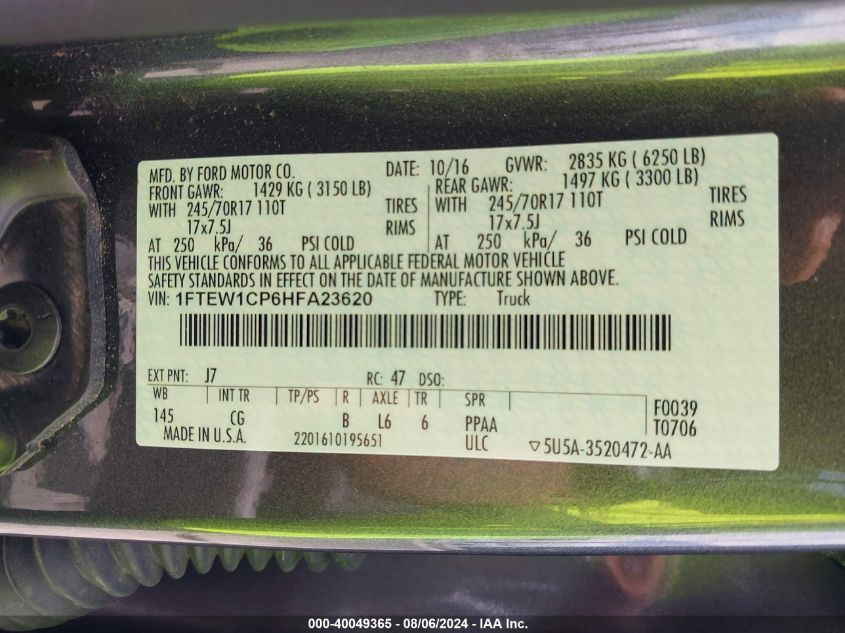 MFD. BY FORD MOTOR CO. DATE: 10/16 GVWR: 2835 KG ( 6250 LB)
FRONT GAWR: 1429 KG ( 3150 LB) REAR GAWR: 1497 KG ( 3300 LB)
WITH 245/70R17 110T TIRES WITH 245/70R17 110T TIRES
17x7.5J RIMS 17x7.5J RIMS
AT 250 kPa/ 36 PSI COLD AT 250 kPa/ 36 PSI COLD
THIS VEHICLE CONFORMS TO ALL APPLICABLE FEDERAL MOTOR VEHICLE
SAFETY STANDARDS IN EFFECT ON THE DATE OF MANUFACTURE SHOWN ABOVE.
VIN: 1FTEW1CP6HFA23620 TYPE: Truck
EXT PNT: J7 RC: 47 DSO:
WB INT TR TP/PS R AXLE TR SPR
145 CG B L6 6 PPAA F0039
MADE IN U.S.A. 2201610195651 ULC ▽5U5A-3520472-AA T0706
000-40049365 - 08/06/2024 - IAA Inc.